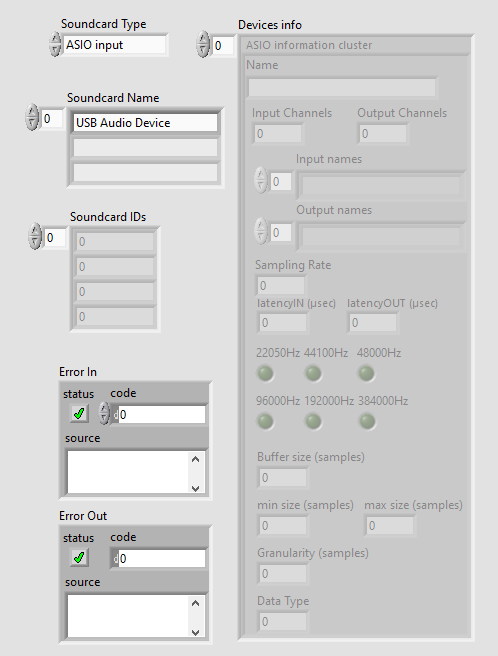 Soundcard Type
ASIO input
Soundcard Name
0
USB Audio Device
Soundcard IDs
0
0
0
0
0
Error In
status code
d0
source
Error Out
status code
d0
source
Devices info
0
ASIO information cluster
Name
Input Channels Output Channels
0 0
Input names
0
Output names
0
Sampling Rate
0
latencyIN (µsec) latencyOUT (µsec)
0 0
22050Hz 44100Hz 48000Hz
96000Hz 192000Hz 384000Hz
Buffer size (samples)
0
min size (samples) max size (samples)
0 0
Granularity (samples)
0
Data Type
0